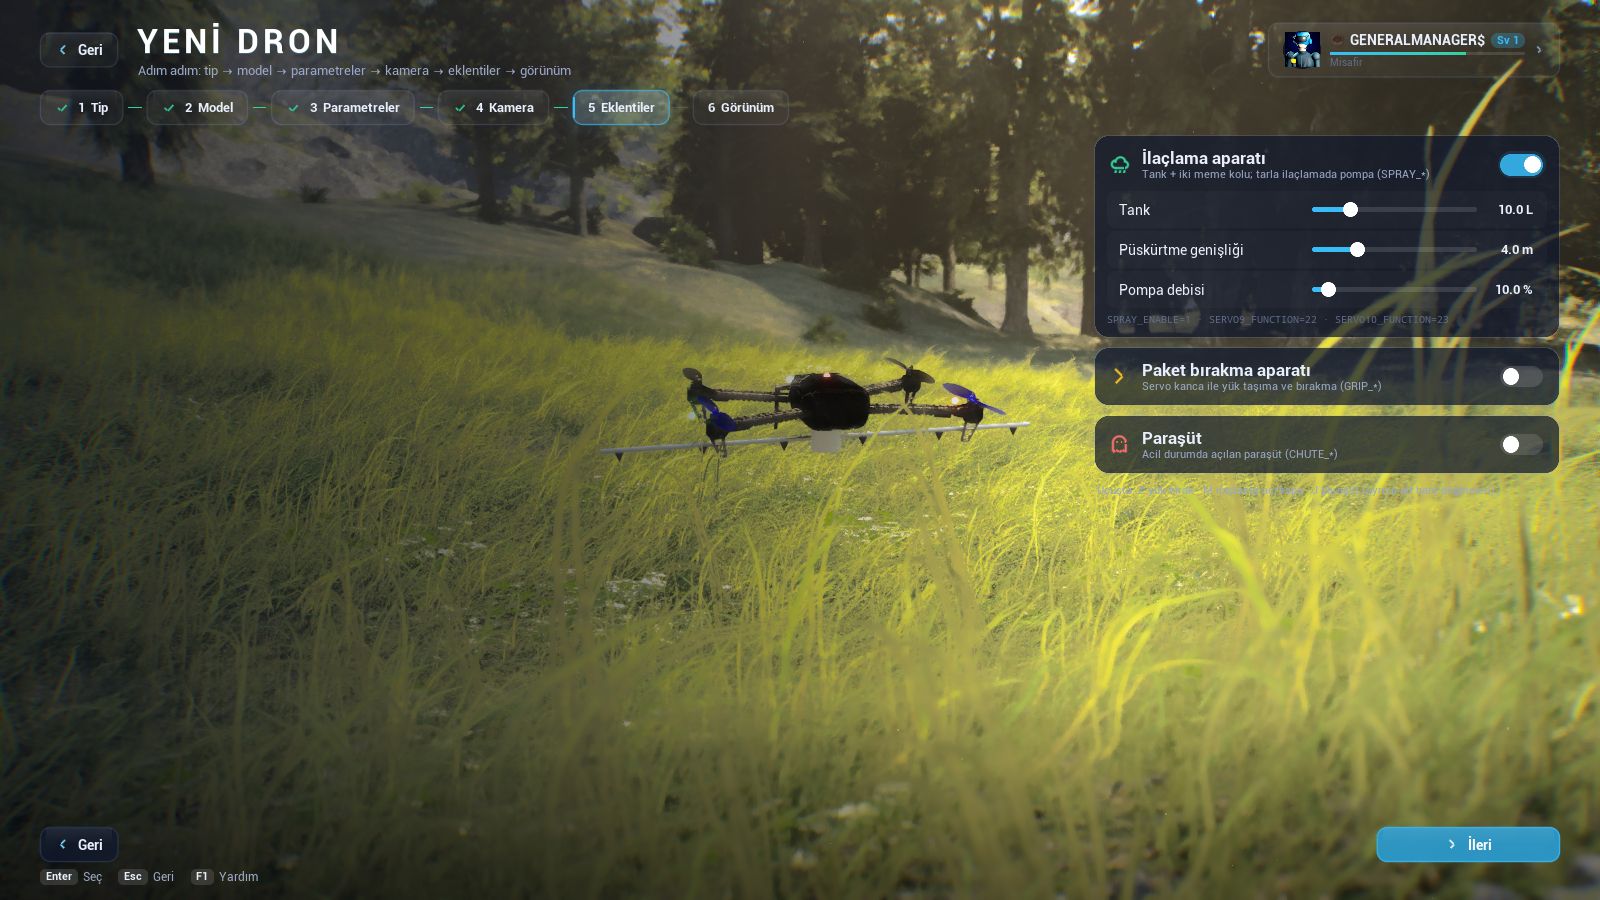 Geri
YENİ DRON
Adım adım: tip → model → parametreler → kamera → eklentiler → görünüm
GENERALMANAGER$ Sv 1
Misafir
1 Tip
2 Model
3 Parametreler
4 Kamera
5 Eklentiler
6 Görünüm
İlaçlama aparatı
Tank + iki meme kolu; tarla ilaçlamada pompa (SPRAY_*)
Tank 10.0 L
Püskürtme genişliği 4.0 m
Pompa debisi 10.0 %
SPRAY_ENABLE=1 · SERVO9_FUNCTION=22 · SERVO10_FUNCTION=23
Paket bırakma aparatı
Servo kanca ile yük taşıma ve bırakma (GRIP_*)
Paraşüt
Acil durumda açılan paraşüt (CHUTE_*)
Geri
İleri
Enter Seç Esc Geri F1 Yardım